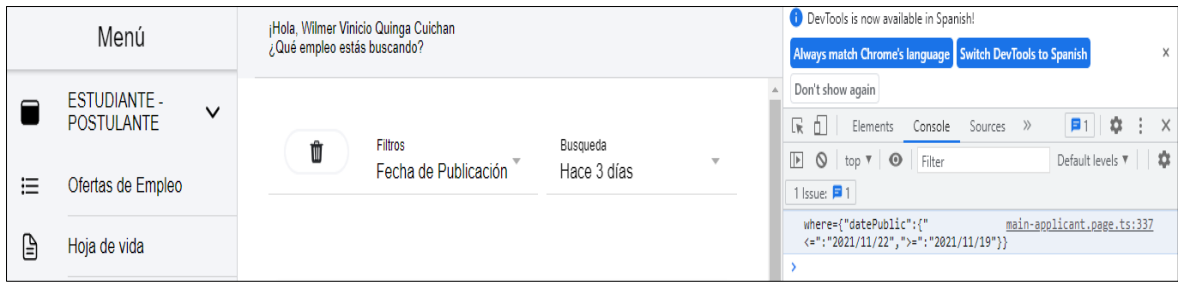 Menú
ESTUDIANTE -
POSTULANTE
Ofertas de Empleo
Hoja de vida
¡Hola, Wilmer Vinicio Quinga Cuichan
¿Qué empleo estás buscando?
Filtros
Fecha de Publicación
Busqueda
Hace 3 días
DevTools is now available in Spanish!
Always match Chrome's language Switch DevTools to Spanish
Don't show again
Elements Console Sources » 1
top Filter Default levels
1 Issue: 1
where={"datePublic":{" main-applicant.page.ts:337
<=":"2021/11/22",">=":"2021/11/19"}}